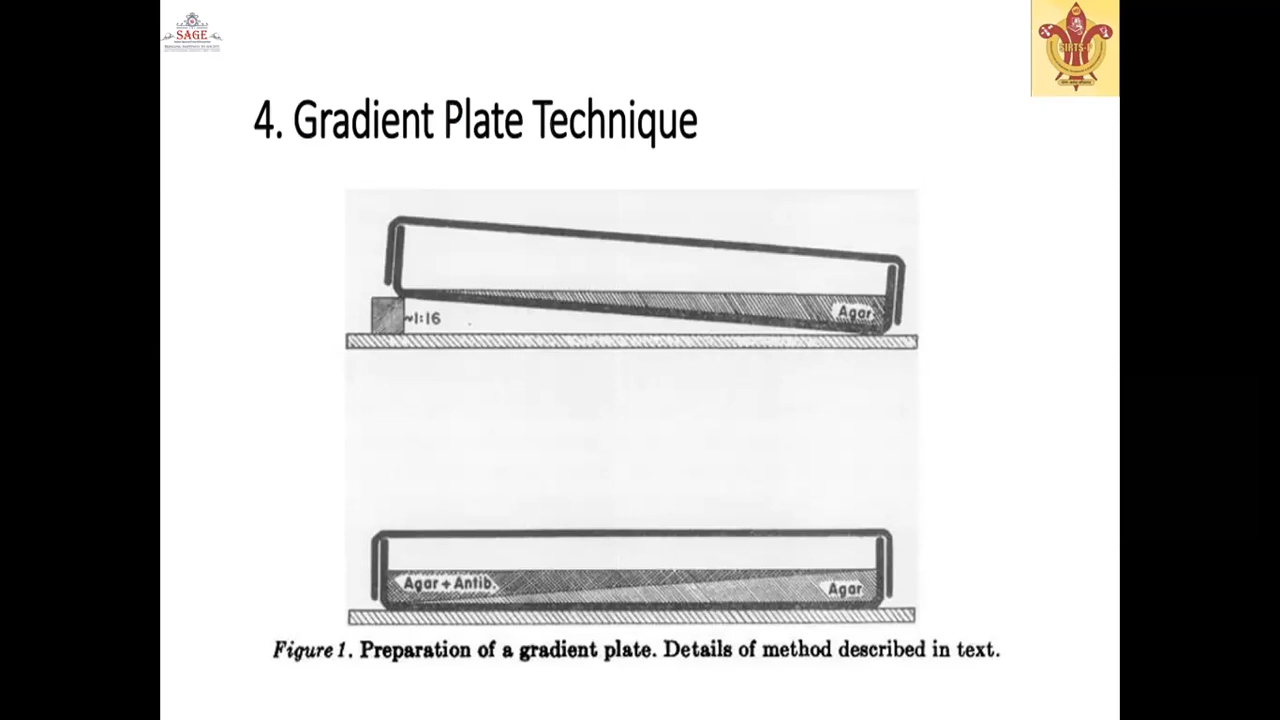 SAGE
SIRTS-P
4. Gradient Plate Technique
Agar
~1:16
Agar + Antib.
Agar
Figure 1. Preparation of a gradient plate. Details of method described in text.